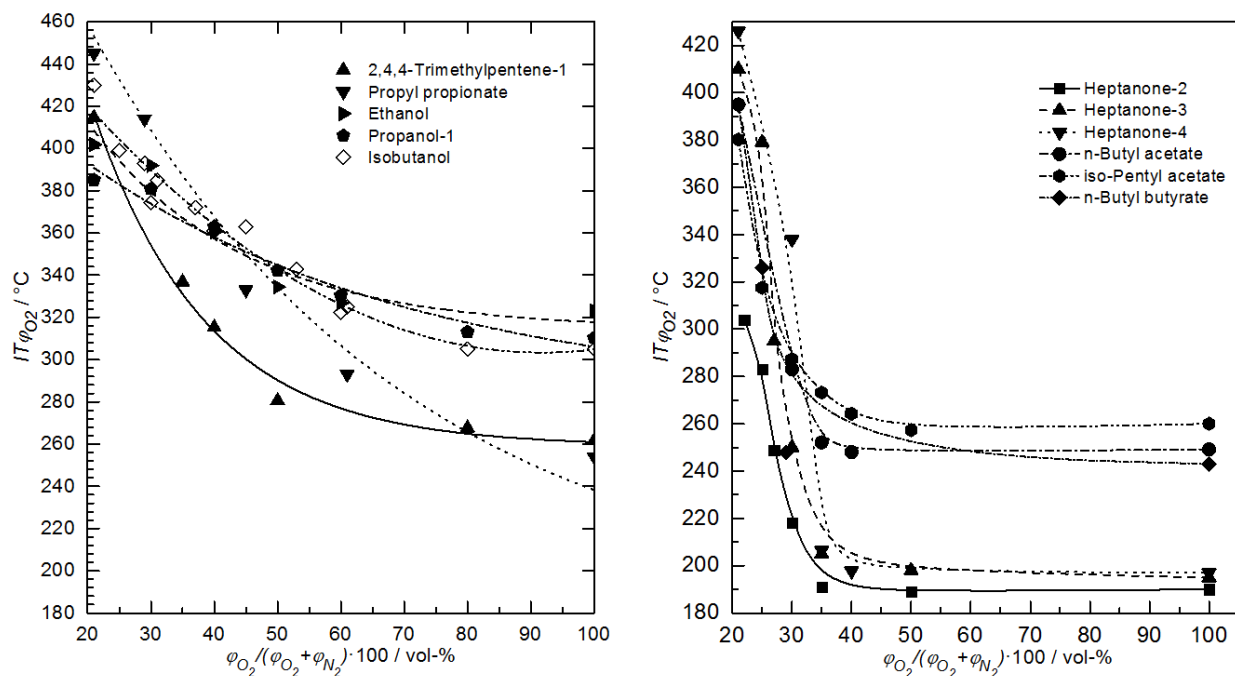 460
440
420
400
380
360
340
320
300
280
260
240
220
200
180
ITφO2 / °C
2,4,4-Trimethylpentene-1
Propyl propionate
Ethanol
Propanol-1
Isobutanol
20 30 40 50 60 70 80 90 100
φO2/(φO2+φN2)·100 / vol-%
420
400
380
360
340
320
300
280
260
240
220
200
180
ITφO2 / °C
Heptanone-2
Heptanone-3
Heptanone-4
n-Butyl acetate
iso-Pentyl acetate
n-Butyl butyrate
20 30 40 50 60 70 80 90 100
φO2/(φO2+φN2)·100 / vol-%